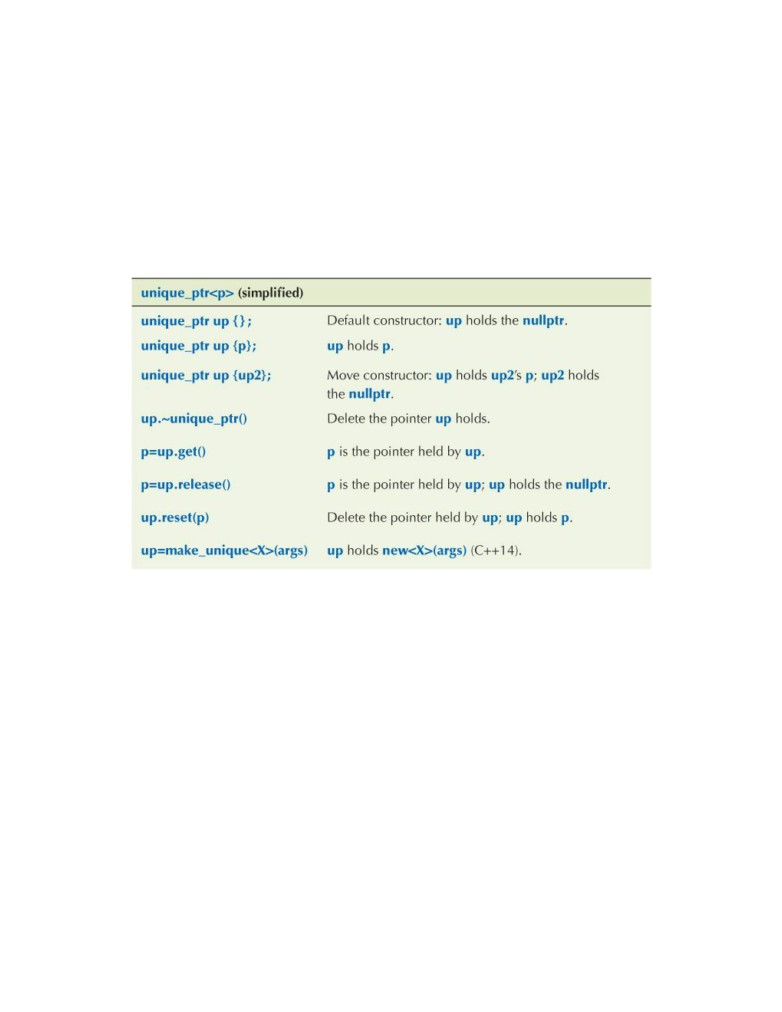 unique_ptr<p> (simplified)
unique_ptr up {}; Default constructor: up holds the nullptr.
unique_ptr up {p}; up holds p.
unique_ptr up {up2}; Move constructor: up holds up2's p; up2 holds
the nullptr.
up.~unique_ptr() Delete the pointer up holds.
p=up.get() p is the pointer held by up.
p=up.release() p is the pointer held by up; up holds the nullptr.
up.reset(p) Delete the pointer held by up; up holds p.
up=make_unique<X>(args) up holds new<X>(args) (C++14).